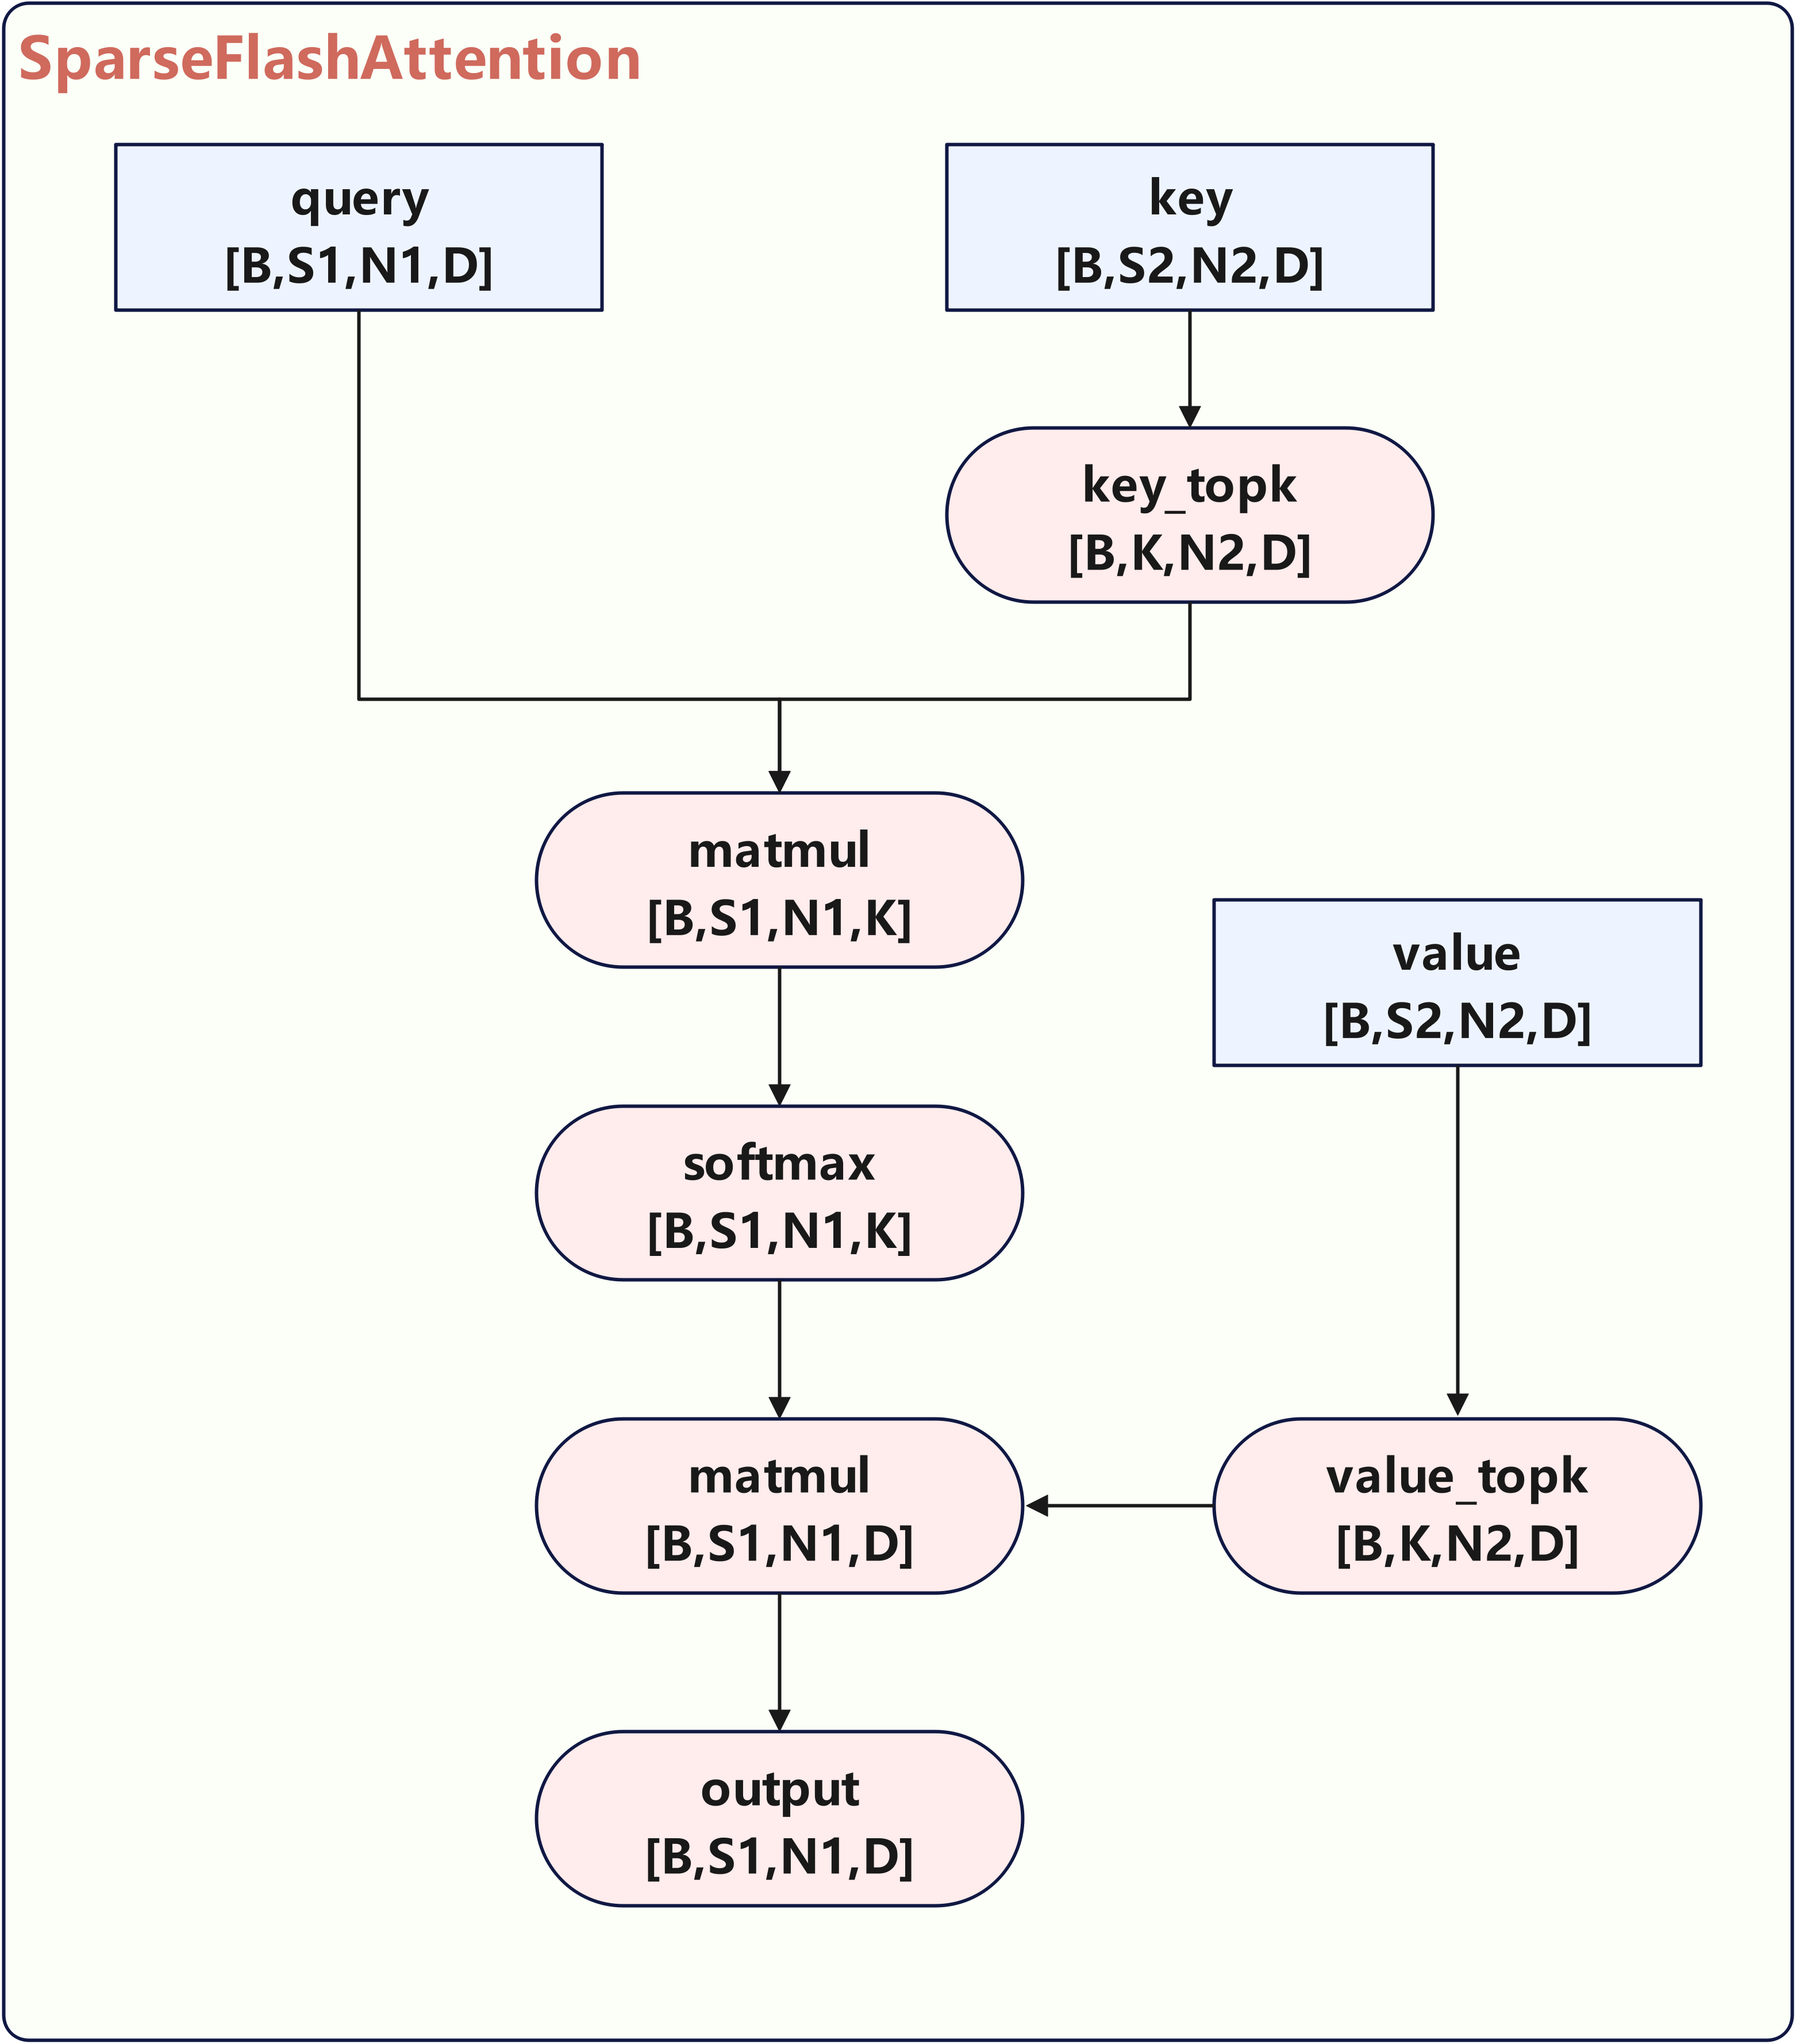 SparseFlashAttention
query
[B,S1,N1,D]
key
[B,S2,N2,D]
key_topk
[B,K,N2,D]
matmul
[B,S1,N1,K]
value
[B,S2,N2,D]
softmax
[B,S1,N1,K]
matmul
[B,S1,N1,D]
value_topk
[B,K,N2,D]
output
[B,S1,N1,D]